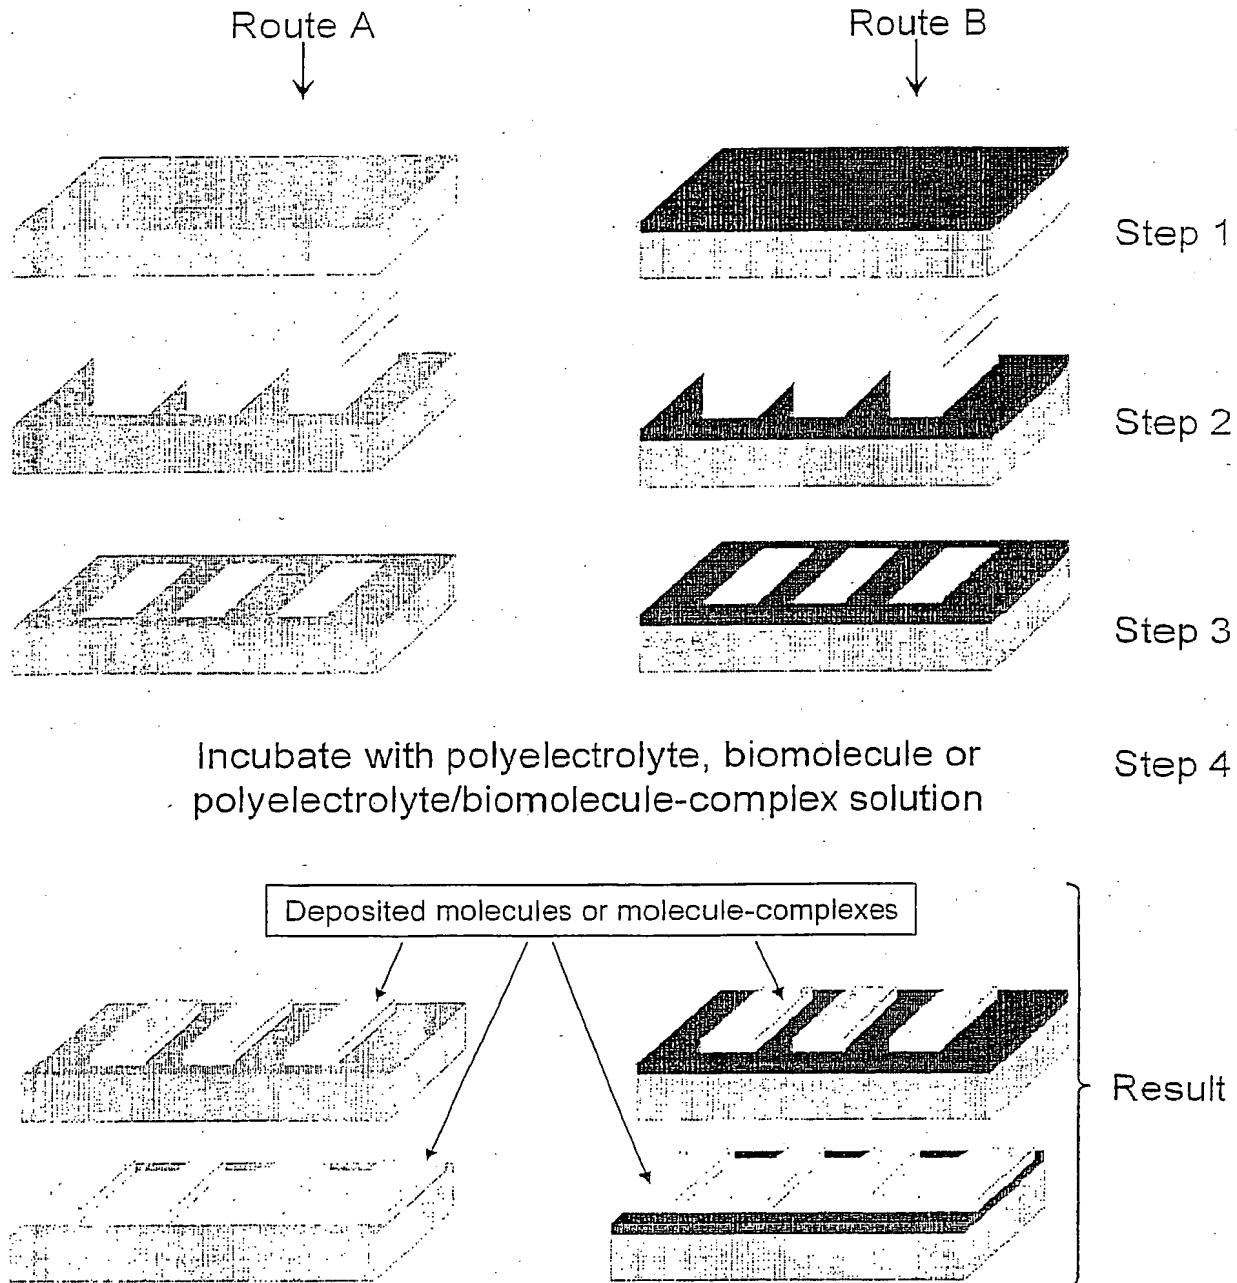 Route A
Route B
Step 1
Step 2
Step 3
Incubate with polyelectrolyte, biomolecule or
polyelectrolyte/biomolecule-complex solution
Step 4
Deposited molecules or molecule-complexes
Result